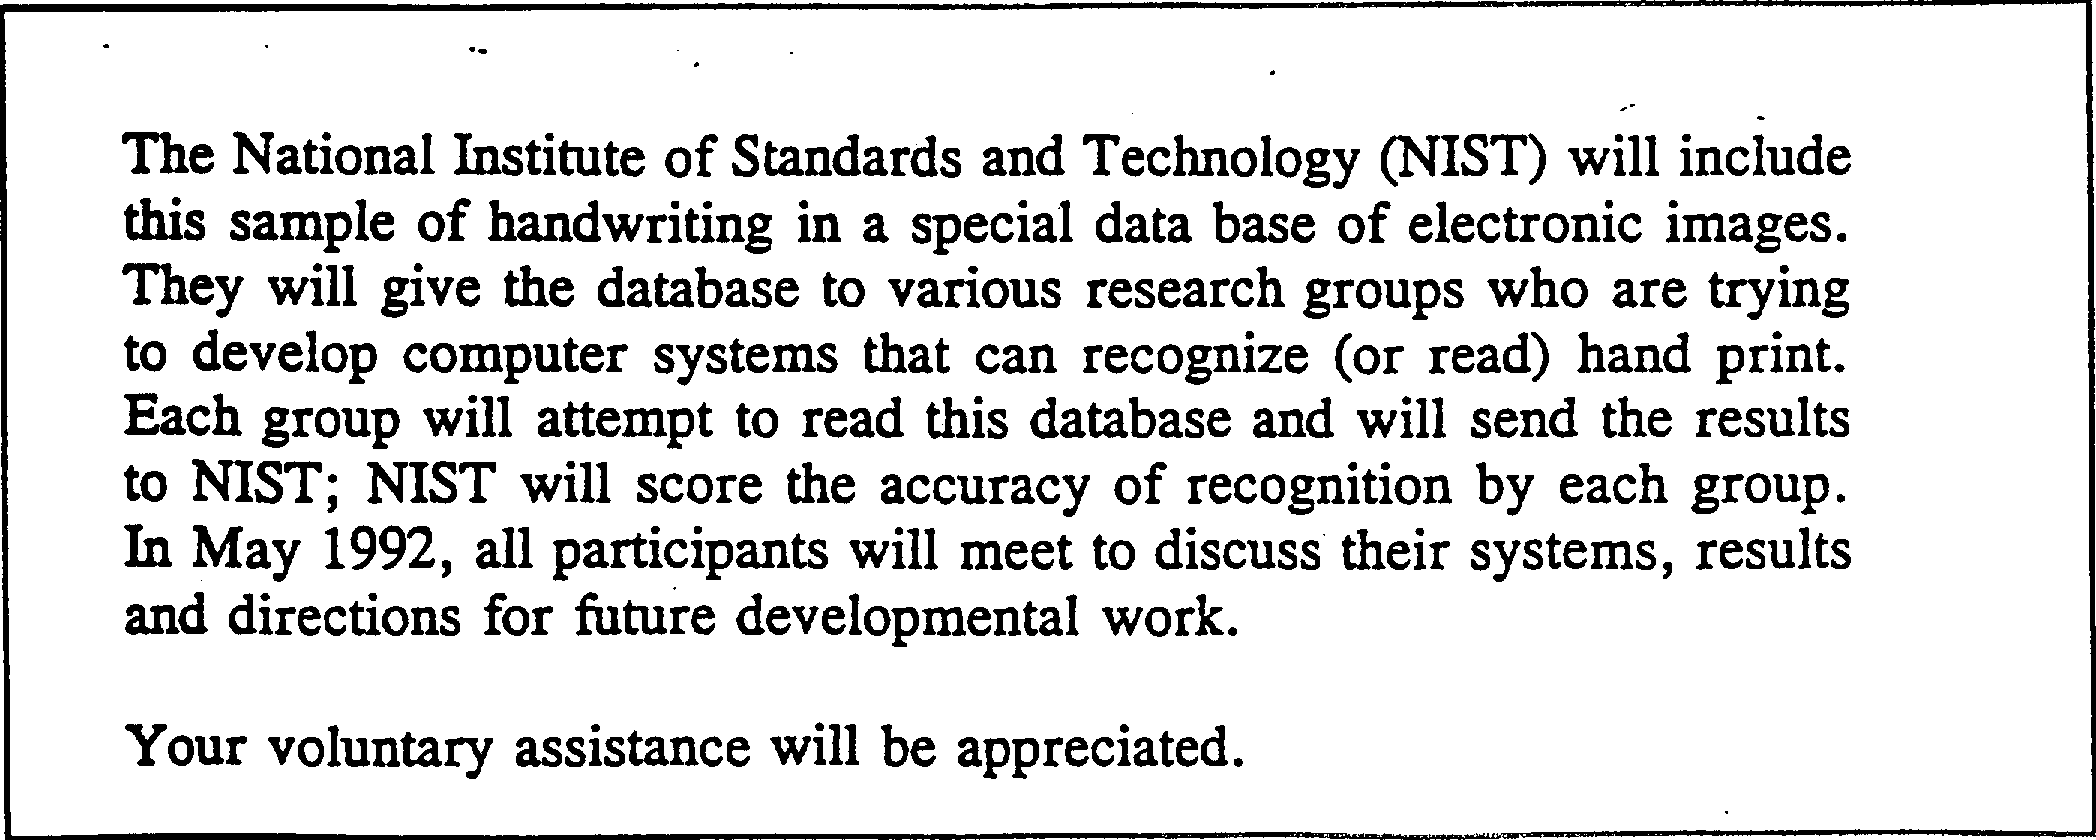 The National Institute of Standards and Technology (NIST) will include
this sample of handwriting in a special data base of electronic images.
They will give the database to various research groups who are trying
to develop computer systems that can recognize (or read) hand print.
Each group will attempt to read this database and will send the results
to NIST; NIST will score the accuracy of recognition by each group.
In May 1992, all participants will meet to discuss their systems, results
and directions for future developmental work.
Your voluntary assistance will be appreciated.